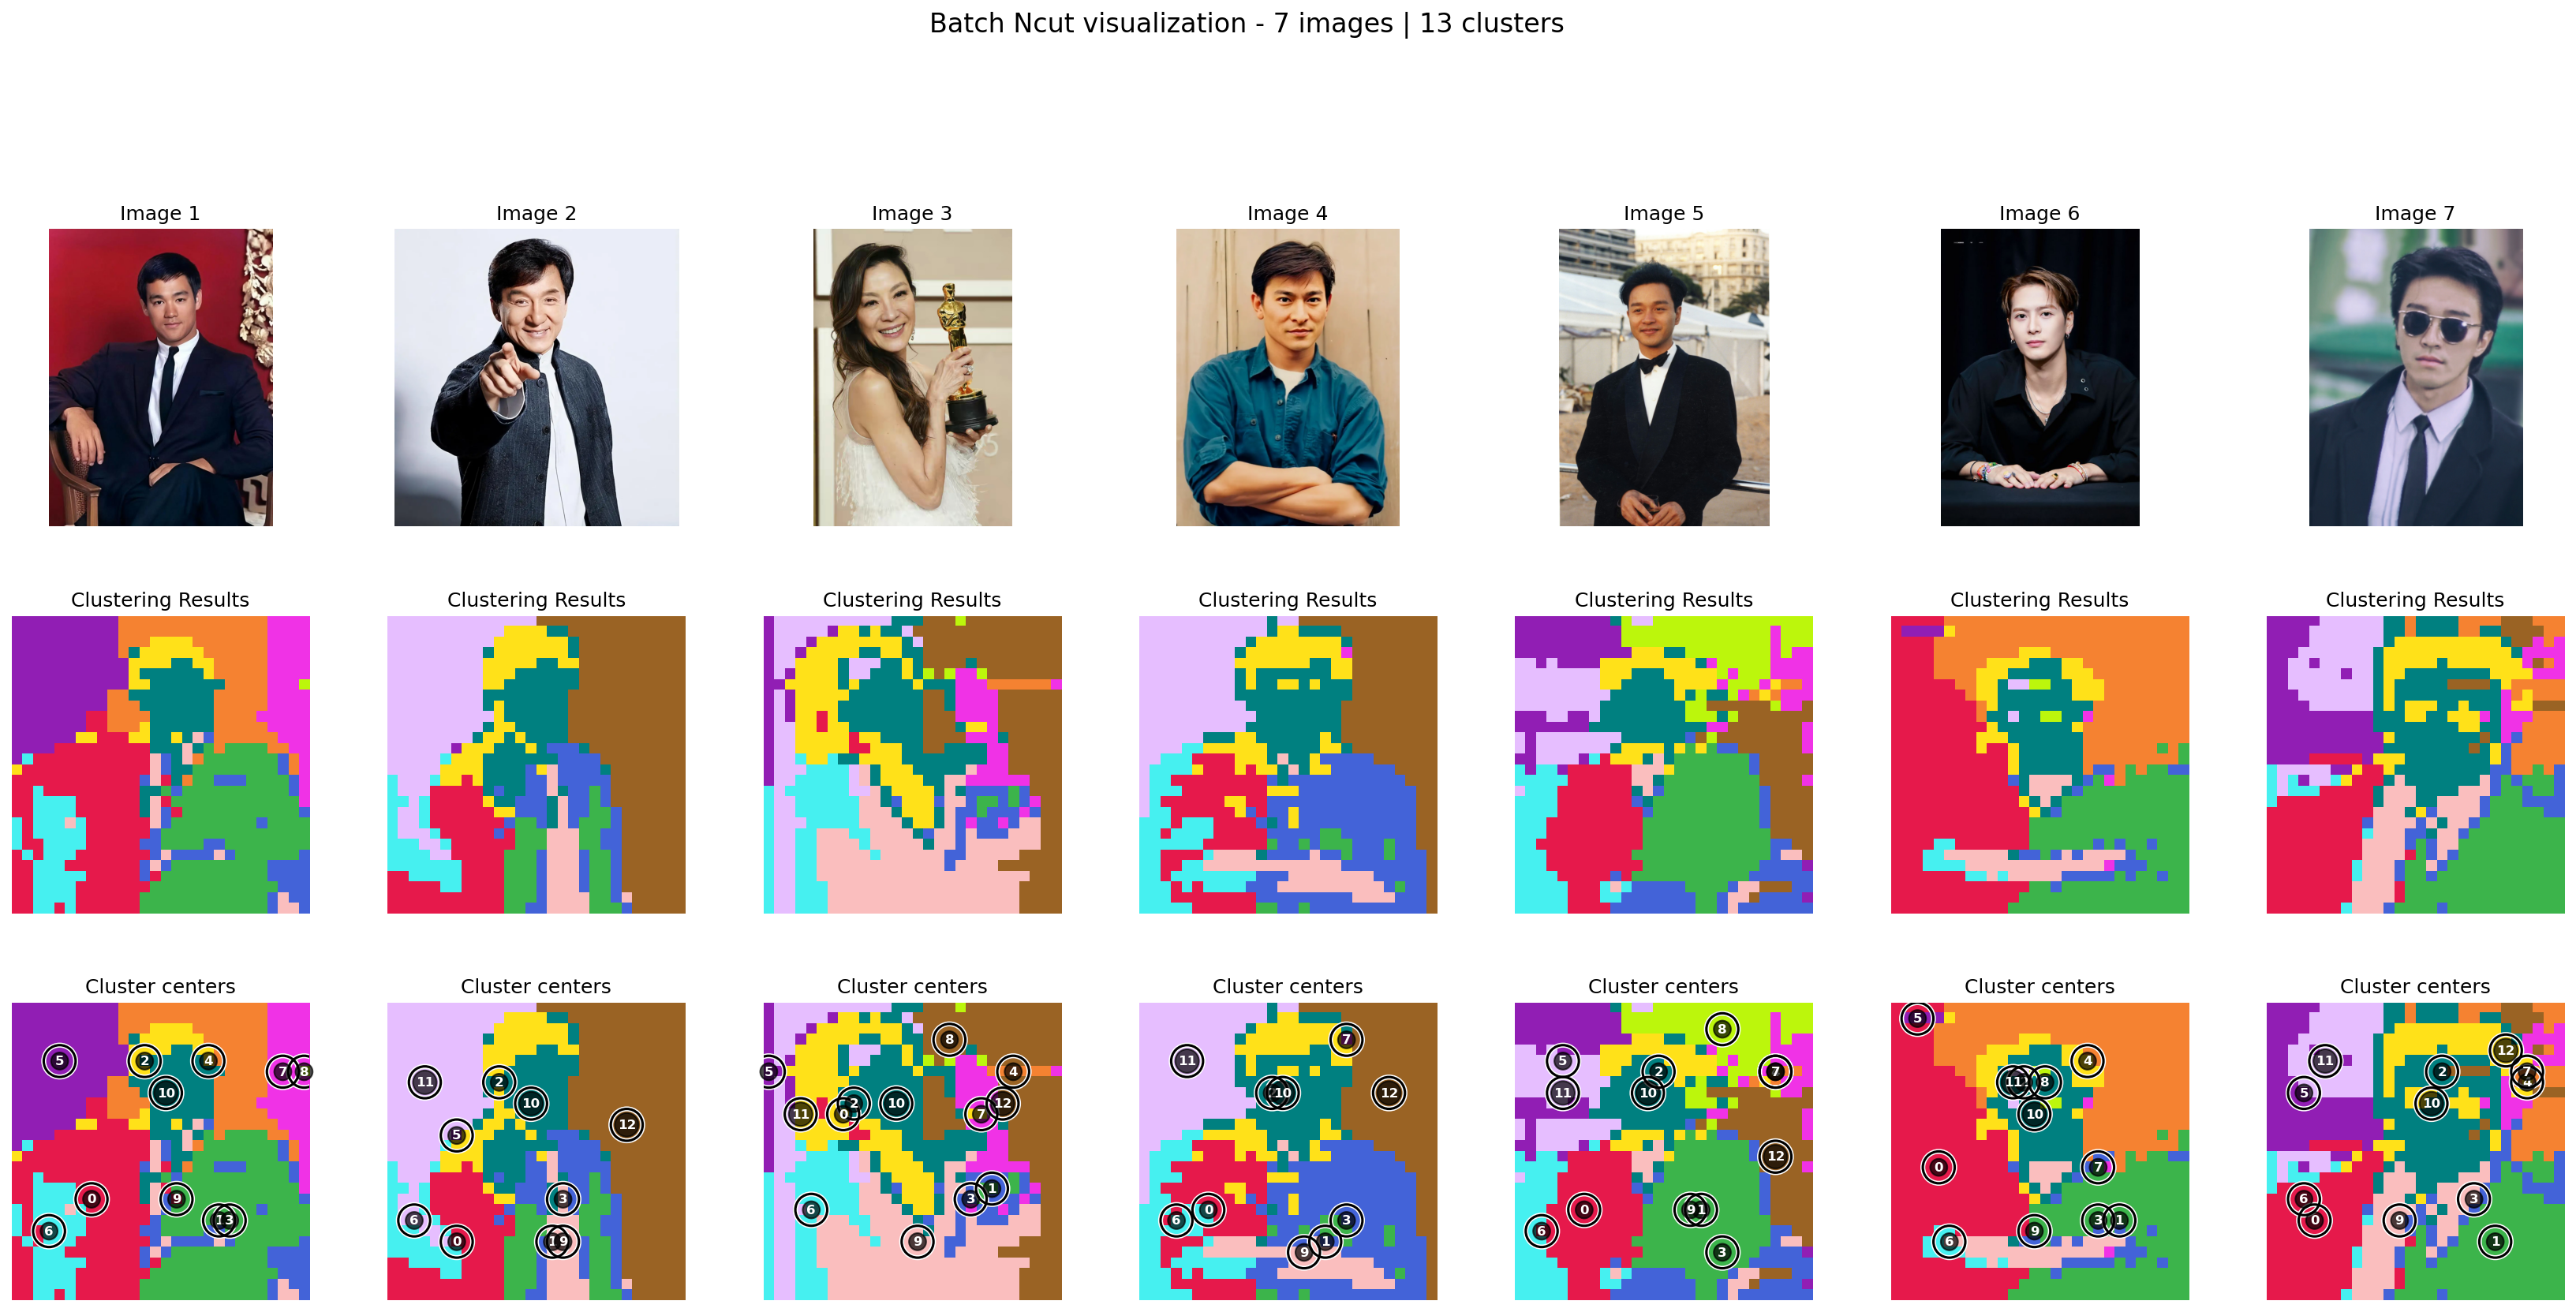 Batch Ncut visualization - 7 images | 13 clusters
Image 1 Image 2 Image 3 Image 4 Image 5 Image 6 Image 7
Clustering Results Clustering Results Clustering Results Clustering Results Clustering Results Clustering Results Clustering Results
Cluster centers Cluster centers Cluster centers Cluster centers Cluster centers Cluster centers Cluster centers
5 2 4 7 8 10 0 9 3 6
11 2 10 5 12 3 6 0 9
8 5 4 2 10 12 11 0 7 1 3 6 9
7 11 10 12 0 6 3 1 9
8 5 2 7 11 10 12 0 9 1 6 3
5 4 11 8 10 0 7 3 1 9 6
12 11 2 7 4 5 10 6 3 0 9 1